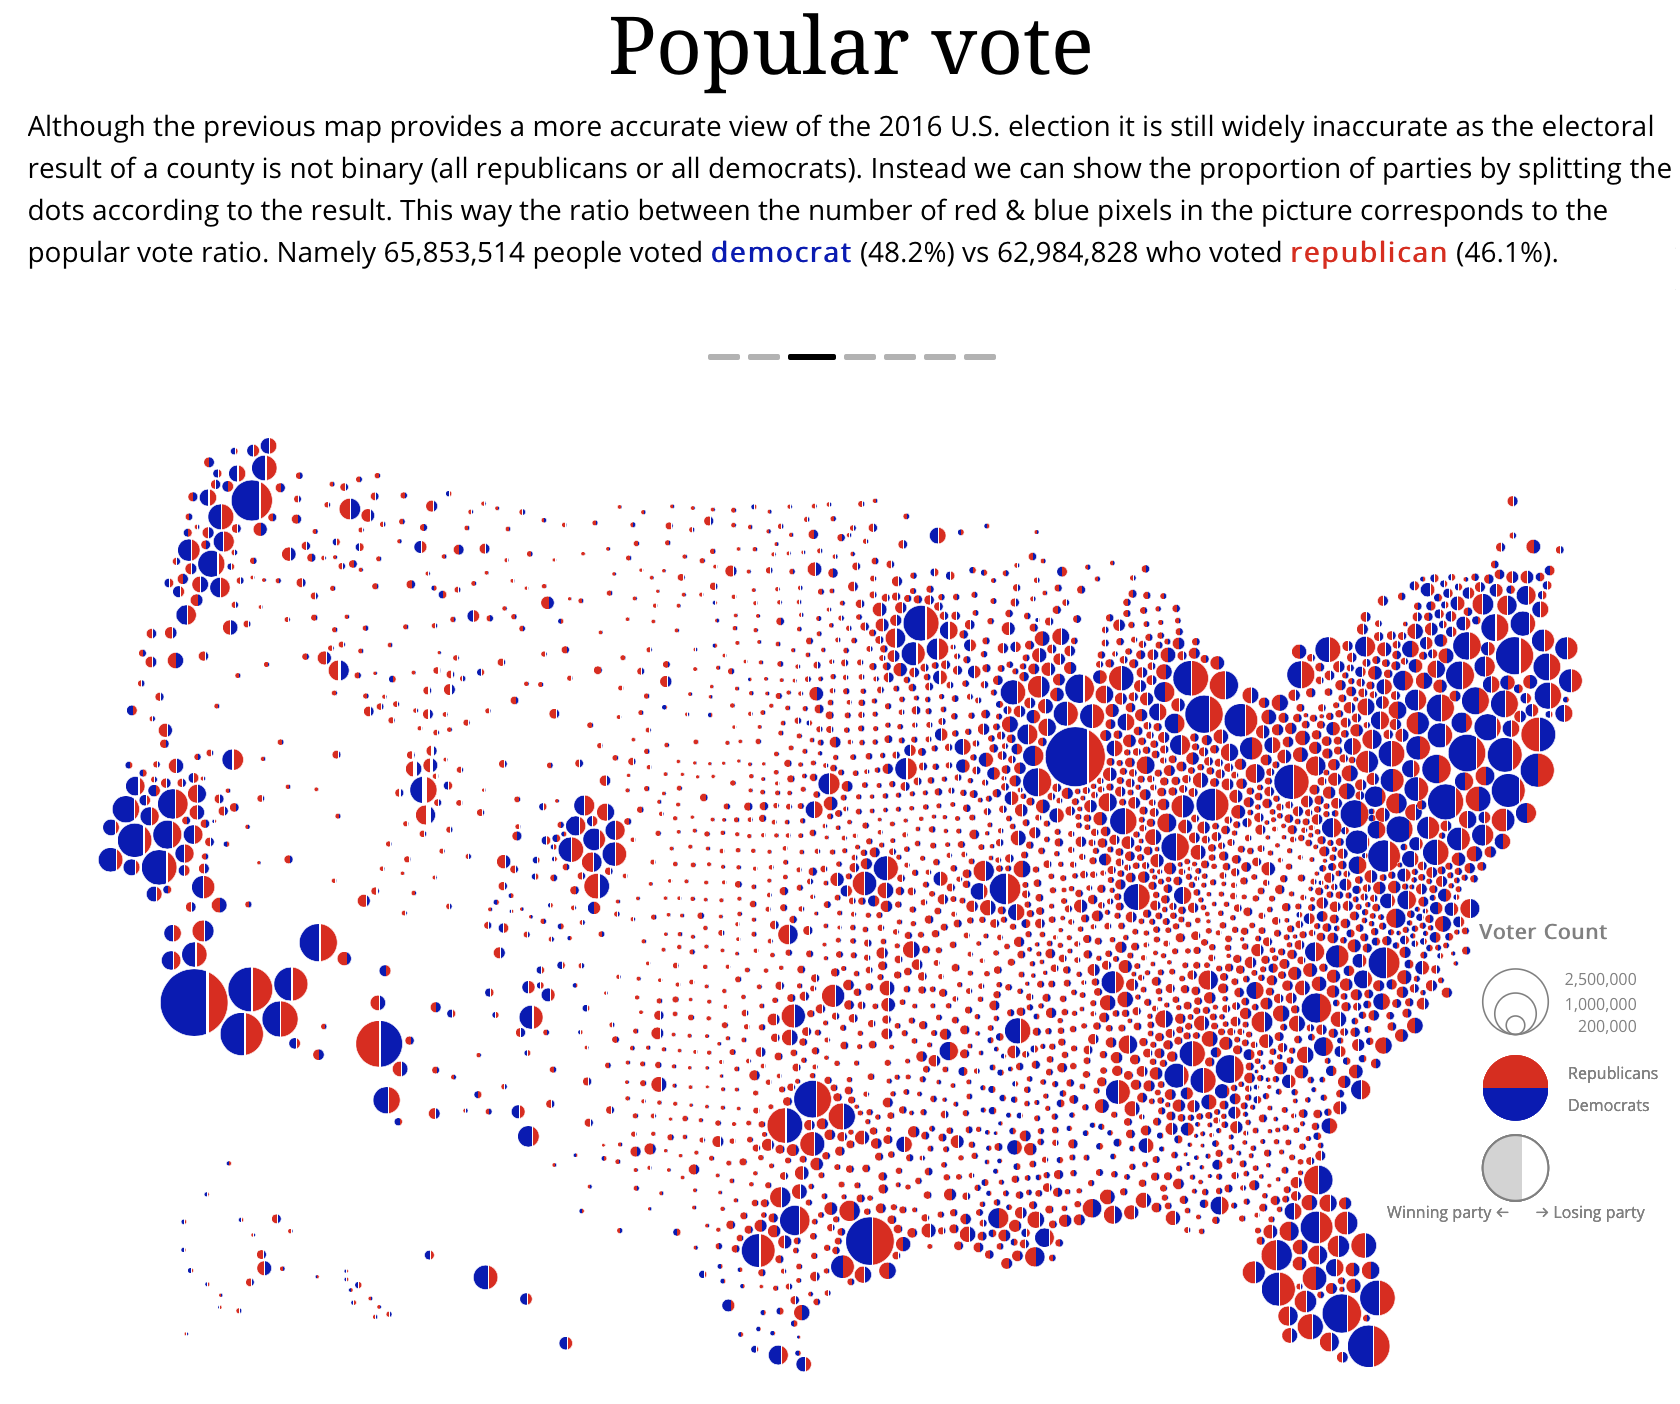 Popular vote
Although the previous map provides a more accurate view of the 2016 U.S. election it is still widely inaccurate as the electoral
result of a county is not binary (all republicans or all democrats). Instead we can show the proportion of parties by splitting the
dots according to the result. This way the ratio between the number of red & blue pixels in the picture corresponds to the
popular vote ratio. Namely 65,853,514 people voted democrat (48.2%) vs 62,984,828 who voted republican (46.1%).
Voter Count
2,500,000
1,000,000
200,000
Republicans
Democrats
Winning party ← → Losing party